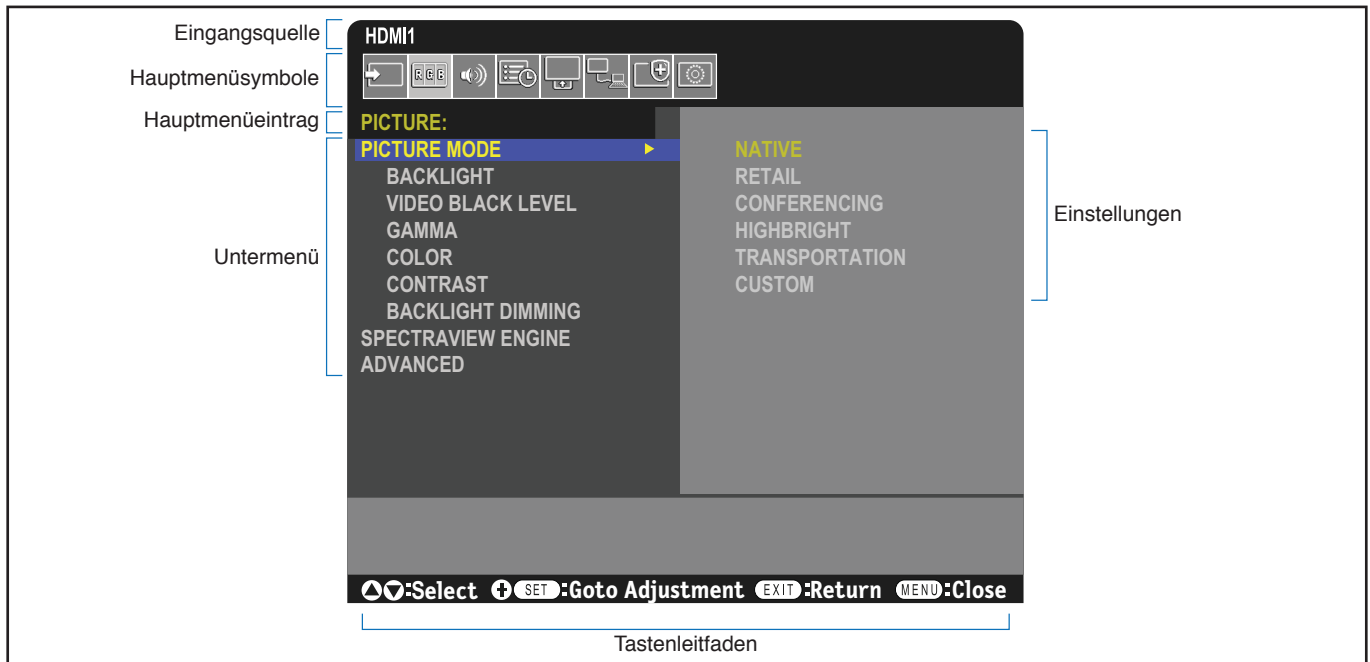 Eingangsquelle
HDMI1
Hauptmenüsymbole
RGB
Hauptmenüeintrag
PICTURE:
Untermenü
PICTURE MODE
BACKLIGHT
VIDEO BLACK LEVEL
GAMMA
COLOR
CONTRAST
BACKLIGHT DIMMING
SPECTRAVIEW ENGINE
ADVANCED
NATIVE
RETAIL
CONFERENCING
HIGHBRIGHT
TRANSPORTATION
CUSTOM
Einstellungen
:Select SET:Goto Adjustment EXIT:Return MENU:Close
Tastenleitfaden